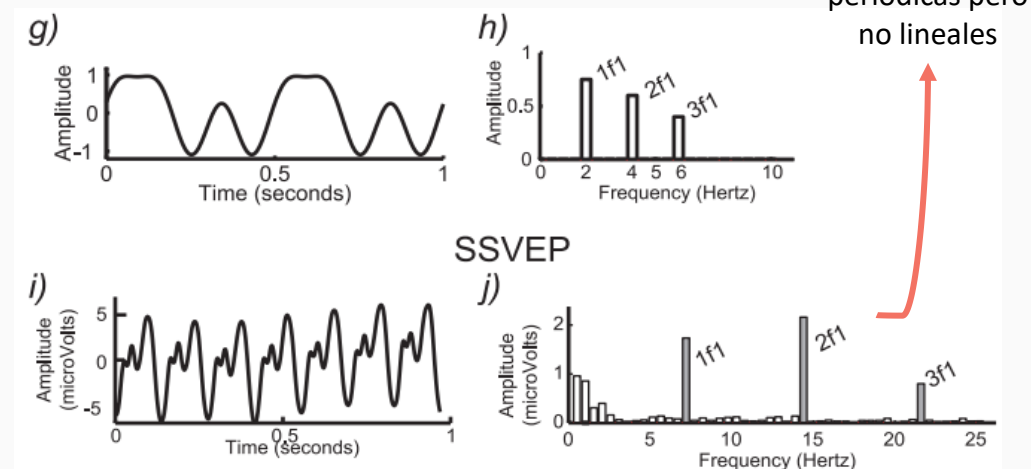 periódicas pero
no lineales
g)
Amplitude
1
0
-1
0
0.5
1
Time (seconds)
h)
Amplitude
1
0.5
0
1f1
2f1
3f1
0
2
4
5
6
10
Frequency (Hertz)
SSVEP
i)
Amplitude
(microVolts)
5
0
-5
0
0.5
1
Time (seconds)
j)
Amplitude
(microVolts)
2
1
0
1f1
2f1
3f1
0
5
10
15
20
25
Frequency (Hertz)